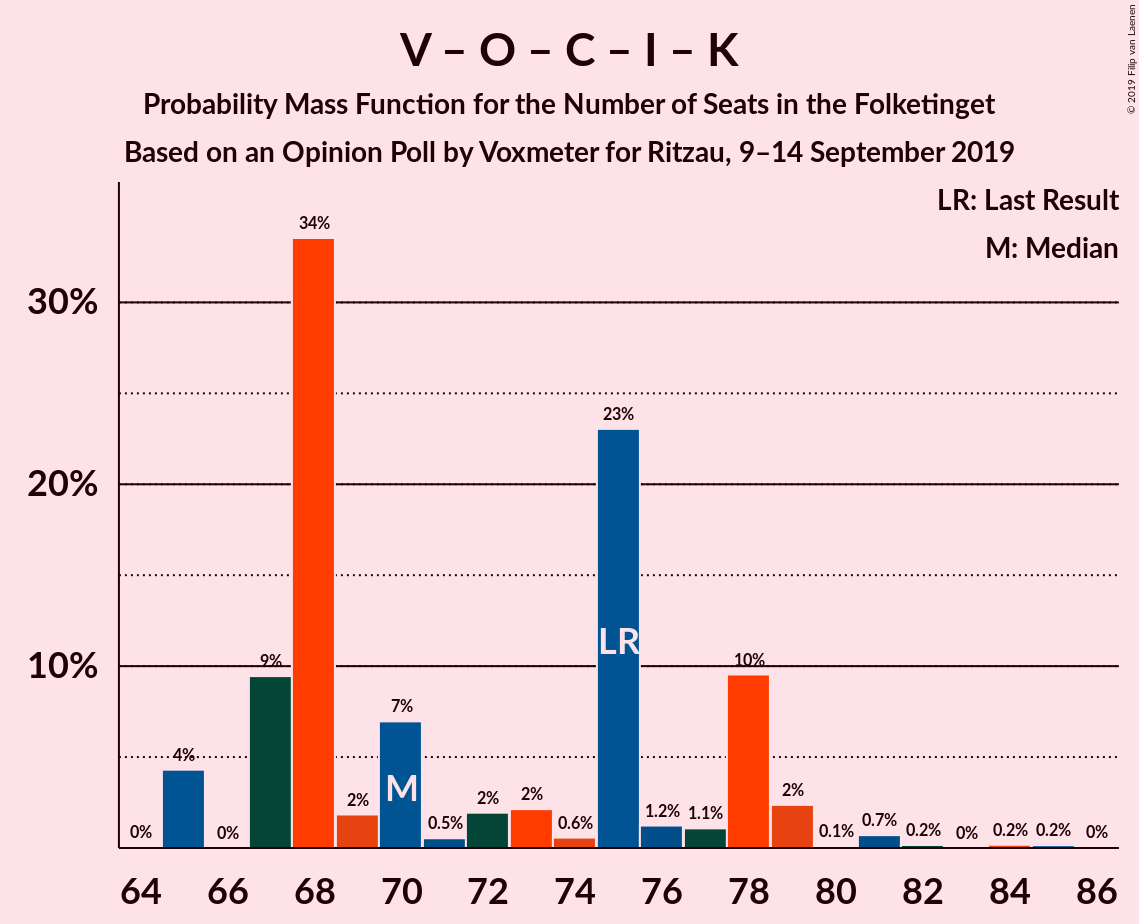 V – O – C – I – K
Probability Mass Function for the Number of Seats in the Folketinget
Based on an Opinion Poll by Voxmeter for Ritzau, 9–14 September 2019
© 2019 Filip van Laenen
LR: Last Result
M: Median
30%
20%
10%
0%
4%
0%
9%
34%
2%
7%
0.5%
2%
2%
0.6%
23%
1.2%
1.1%
10%
2%
0.1%
0.7%
0.2%
0%
0.2%
0.2%
0%
LR
M
64 66 68 70 72 74 76 78 80 82 84 86